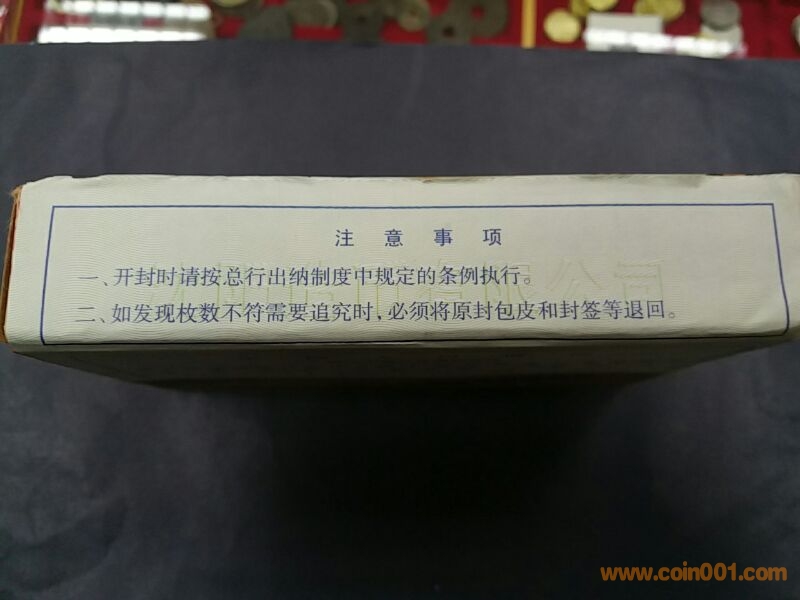 注意事项
一、开封时请按总行出纳制度中规定的条例执行。
二、如发现枚数不符需要追究时,必须将原封包皮和封签等退回。
www.coin001.com